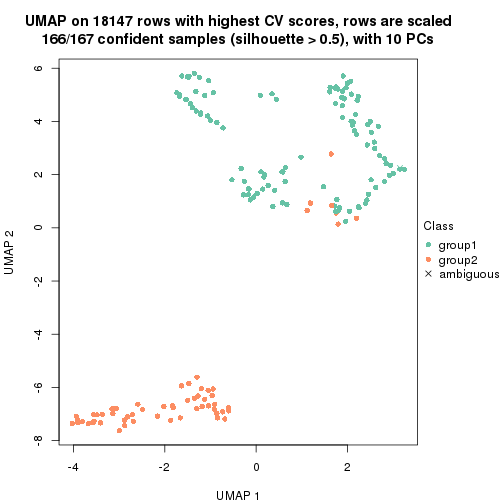 UMAP on 18147 rows with highest CV scores, rows are scaled
166/167 confident samples (silhouette > 0.5), with 10 PCs
6
4
2
0
-2
-4
-6
-8
UMAP 2
-4
-2
0
2
UMAP 1
Class
group1
group2
ambiguous